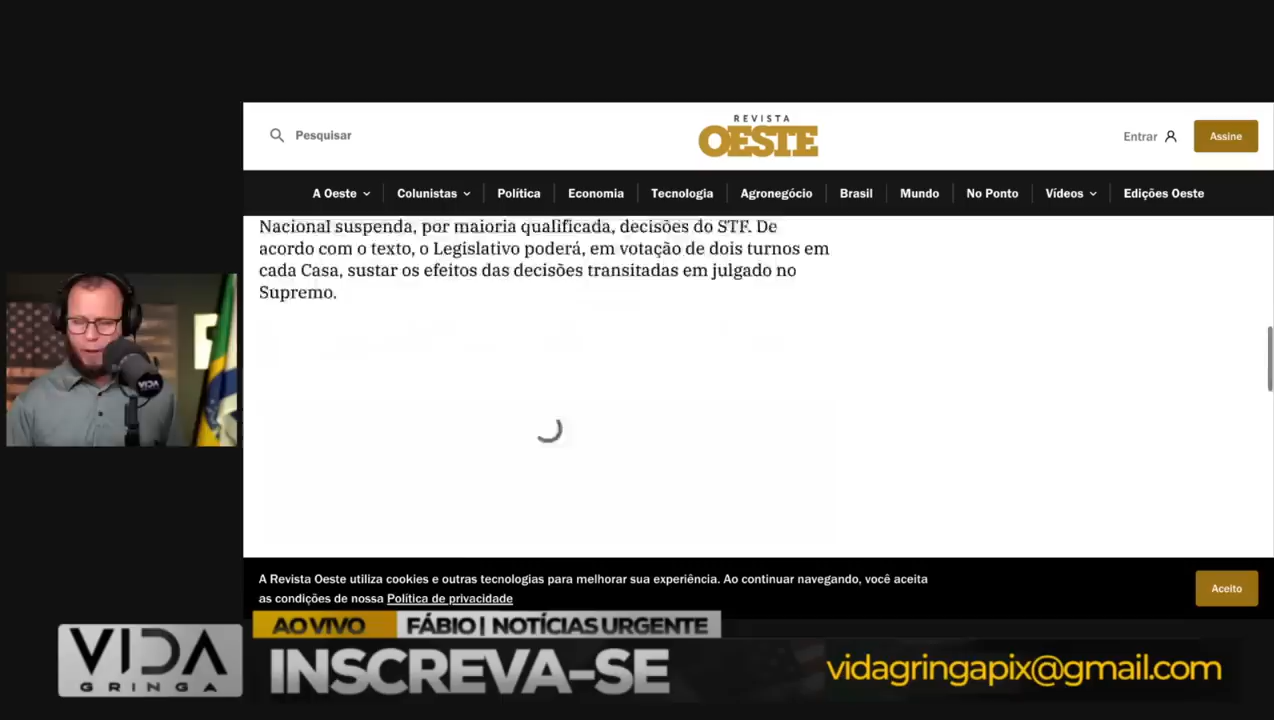 Pesquisar
REVISTA
OESTE
Entrar
Assine
A Oeste
Colunistas
Política
Economia
Tecnologia
Agronegócio
Brasil
Mundo
No Ponto
Vídeos
Edições Oeste
Nacional suspenda, por maioria qualificada, decisões do STF. De
acordo com o texto, o Legislativo poderá, em votação de dois turnos em
cada Casa, sustar os efeitos das decisões transitadas em julgado no
Supremo.
VIDA
A Revista Oeste utiliza cookies e outras tecnologias para melhorar sua experiência. Ao continuar navegando, você aceita
as condições de nossa Política de privacidade
Aceito
AO VIVO
FÁBIO | NOTÍCIAS URGENTE
VIDA
GRINGA
INSCREVA-SE
vidagringapix@gmail.com